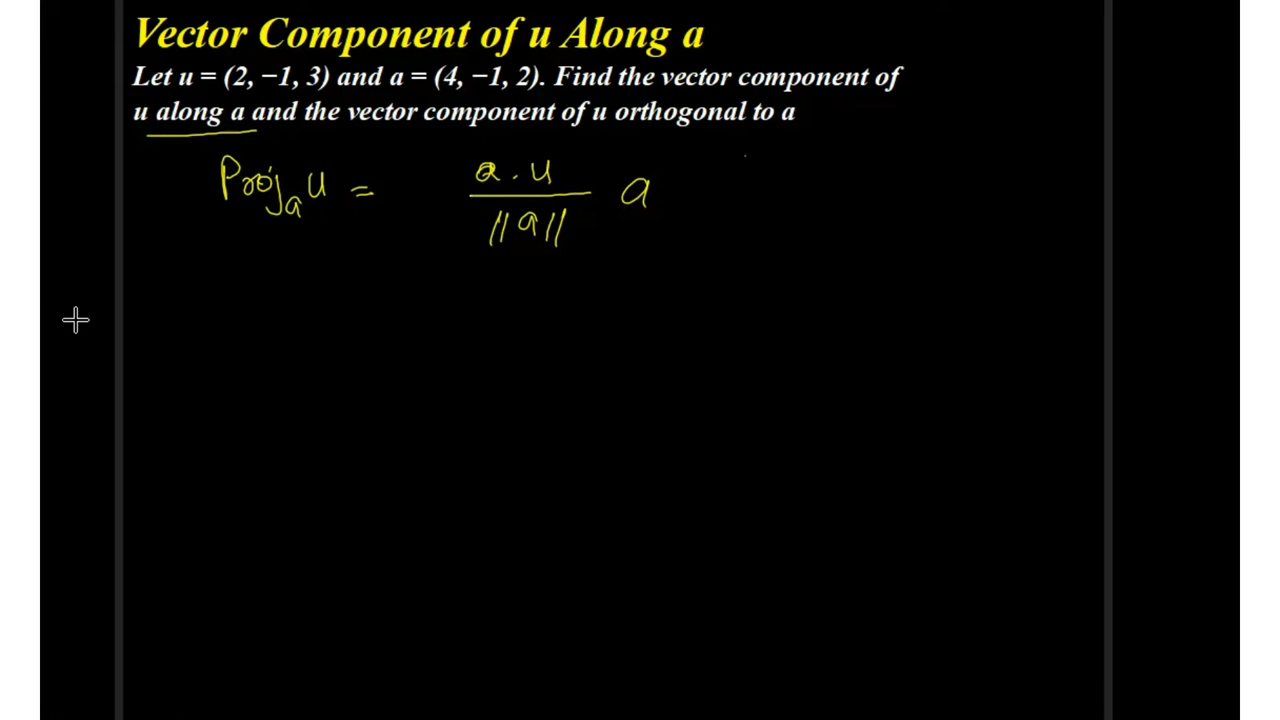 Vector Component of u Along a
Let u = (2, −1, 3) and a = (4, −1, 2). Find the vector component of
u along a and the vector component of u orthogonal to a
Proj_a u = a . u / ||a|| a